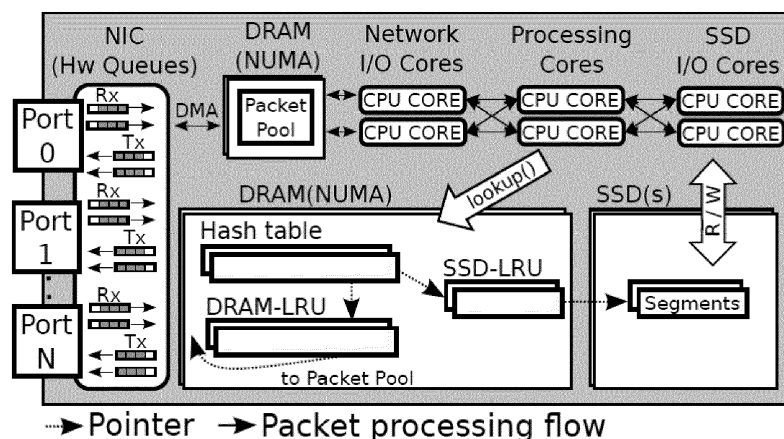 NIC
(Hw Queues)
DRAM
(NUMA)
Network
I/O Cores
Processing
Cores
SSD
I/O Cores
Port
0
Rx
Tx
DMA
Packet
Pool
CPU CORE
CPU CORE
CPU CORE
CPU CORE
CPU CORE
CPU CORE
Port
1
Rx
Tx
Port
N
Rx
Tx
lookup()
R / W
DRAM(NUMA)
Hash table
SSD-LRU
DRAM-LRU
to Packet Pool
SSD(s)
Segments
Pointer
Packet processing flow